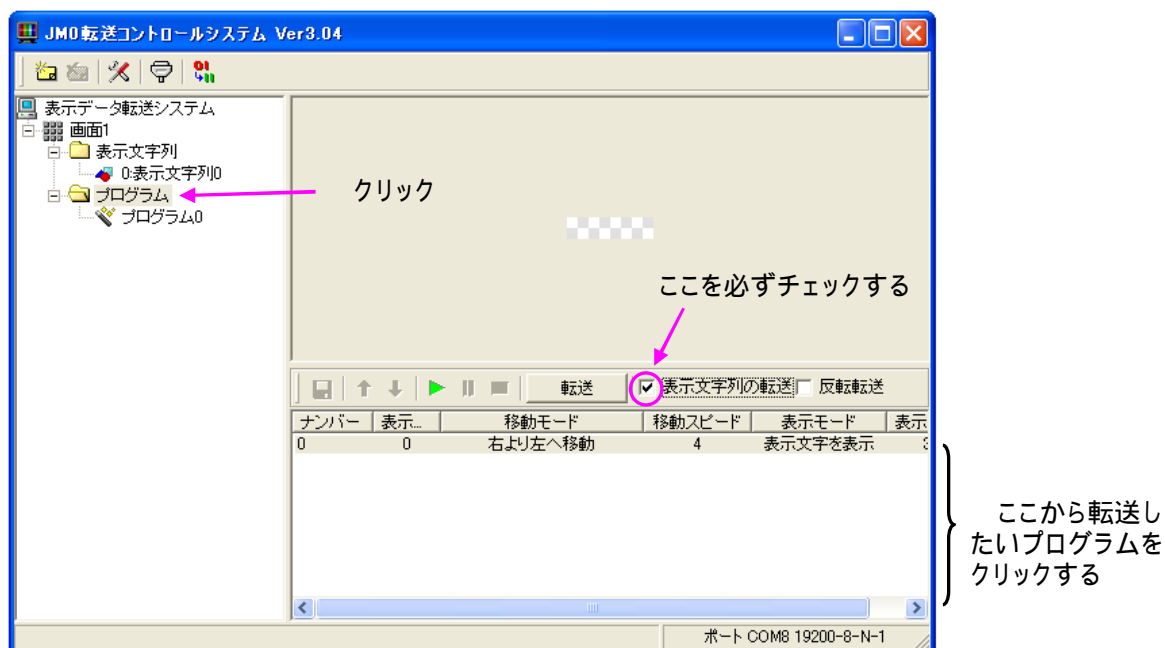 JMO転送コントロールシステム Ver3.04
表示データ転送システム
画面1
表示文字列
0:表示文字列0
プログラム
プログラム0
クリック
ここを必ずチェックする
転送
表示文字列の転送
反転転送
ナンバー 表示... 移動モード 移動スピード 表示モード 表示
0 0 右より左へ移動 4 表示文字を表示
ここから転送し
たいプログラムを
クリックする
ポート COM8 19200-8-N-1